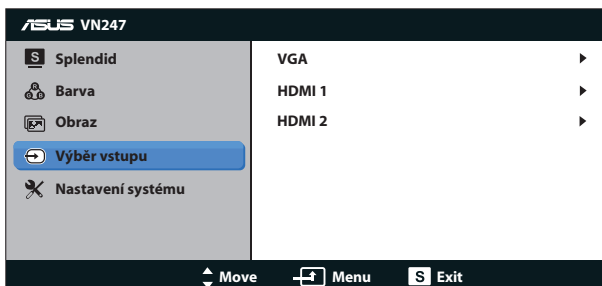 ASUS VN247
S Splendid
Barva
Obraz
Výběr vstupu
Nastavení systému
VGA
HDMI 1
HDMI 2
Move Menu S Exit